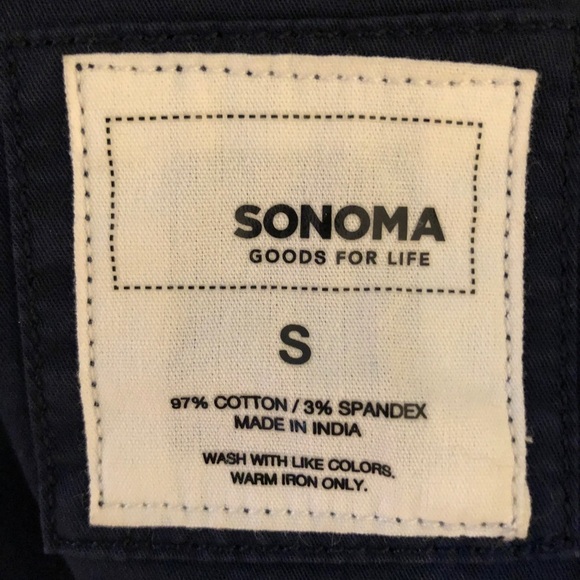 SONOMA
GOODS FOR LIFE
S
97% COTTON / 3% SPANDEX
MADE IN INDIA
WASH WITH LIKE COLORS.
WARM IRON ONLY.